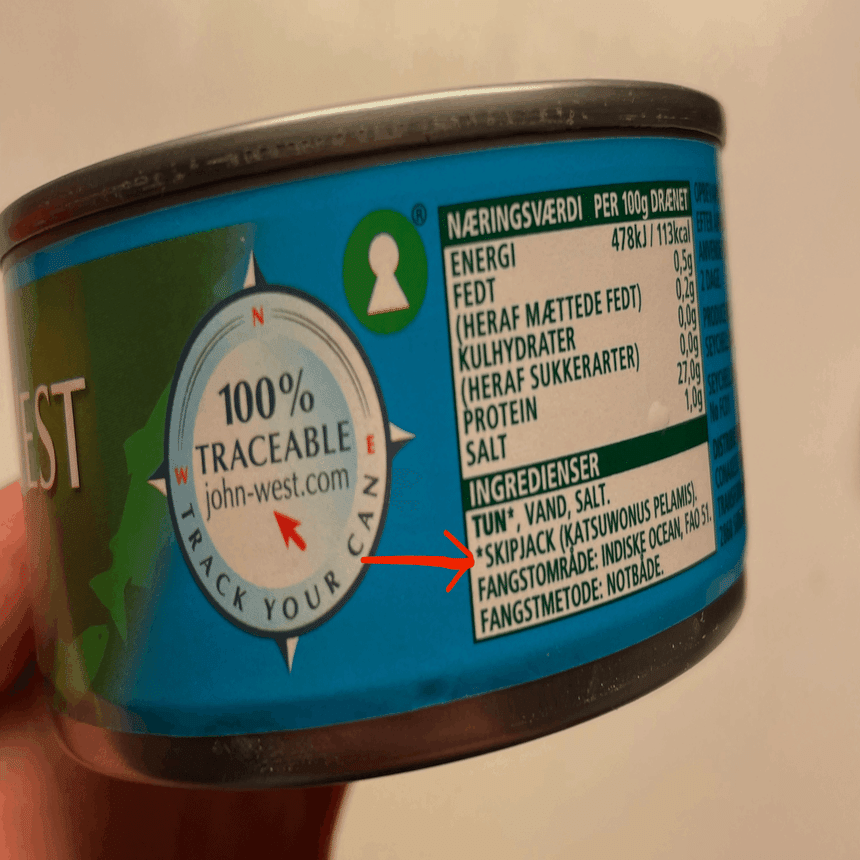 EST
N
100%
TRACEABLE
john-west.com
W
E
TRACK YOUR CAN
®
NÆRINGSVÆRDI PER 100g DRÆNET
ENERGI 478kJ / 113kcal
FEDT 0,5g
(HERAF MÆTTEDE FEDT) 0,2g
KULHYDRATER 0,0g
(HERAF SUKKERARTER) 0,0g
PROTEIN 27,0g
SALT 1,0g
INGREDIENSER
TUN*, VAND, SALT.
*SKIPJACK (KATSUWONUS PELAMIS).
FANGSTOMRÅDE: INDISKE OCEAN, FAO 51.
FANGSTMETODE: NOTBÅDE.
2 DAGE